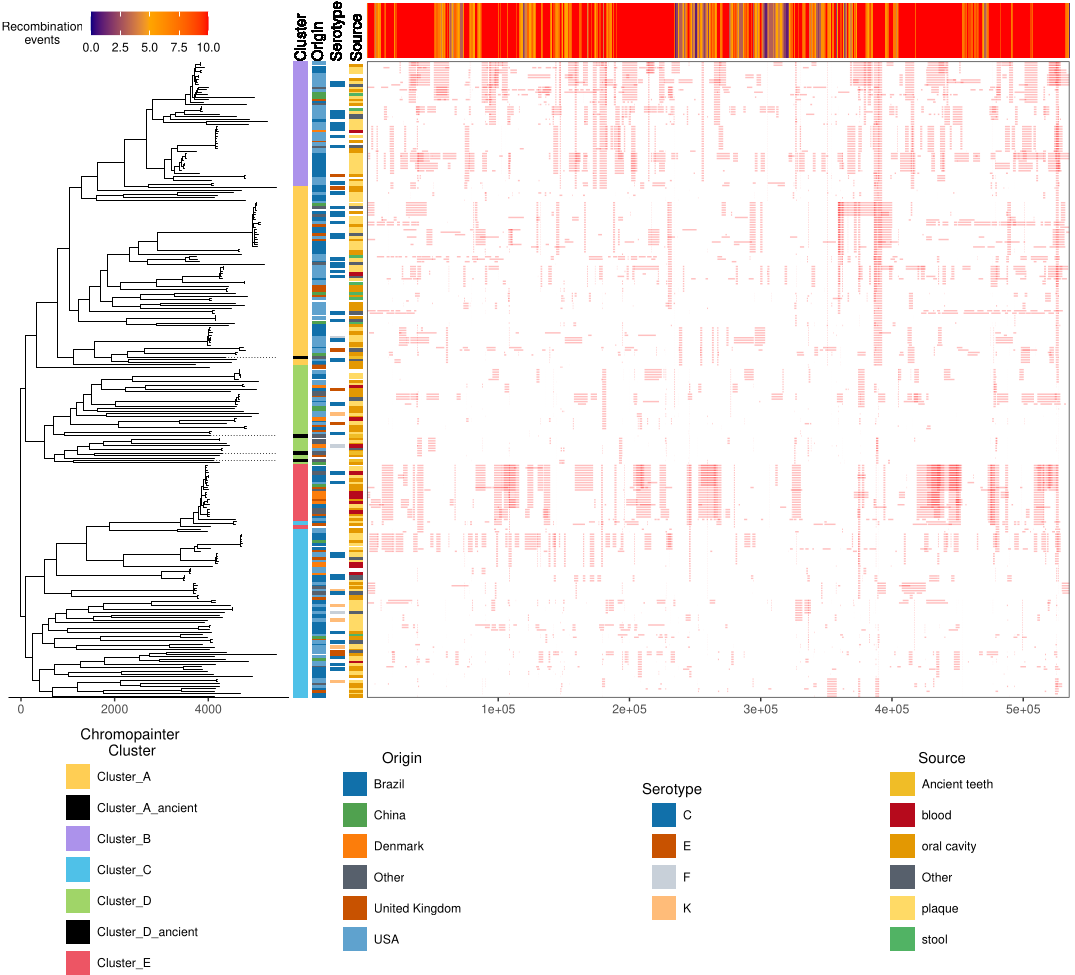 Recombination
events
0.0 2.5 5.0 7.5 10.0
Cluster
Origin
Serotype
Source
0 2000 4000
1e+05 2e+05 3e+05 4e+05 5e+05
Chromopainter
Cluster
Cluster_A
Cluster_A_ancient
Cluster_B
Cluster_C
Cluster_D
Cluster_D_ancient
Cluster_E
Origin
Brazil
China
Denmark
Other
United Kingdom
USA
Serotype
C
E
F
K
Source
Ancient teeth
blood
oral cavity
Other
plaque
stool